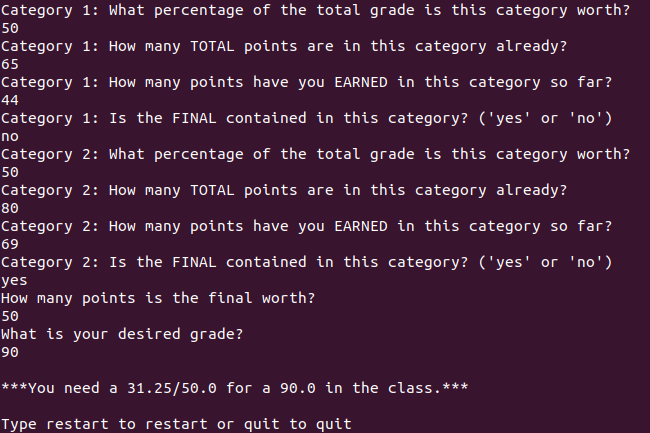 Category 1: What percentage of the total grade is this category worth?
50
Category 1: How many TOTAL points are in this category already?
65
Category 1: How many points have you EARNED in this category so far?
44
Category 1: Is the FINAL contained in this category? ('yes' or 'no')
no
Category 2: What percentage of the total grade is this category worth?
50
Category 2: How many TOTAL points are in this category already?
80
Category 2: How many points have you EARNED in this category so far?
69
Category 2: Is the FINAL contained in this category? ('yes' or 'no')
yes
How many points is the final worth?
50
What is your desired grade?
90
***You need a 31.25/50.0 for a 90.0 in the class.***
Type restart to restart or quit to quit